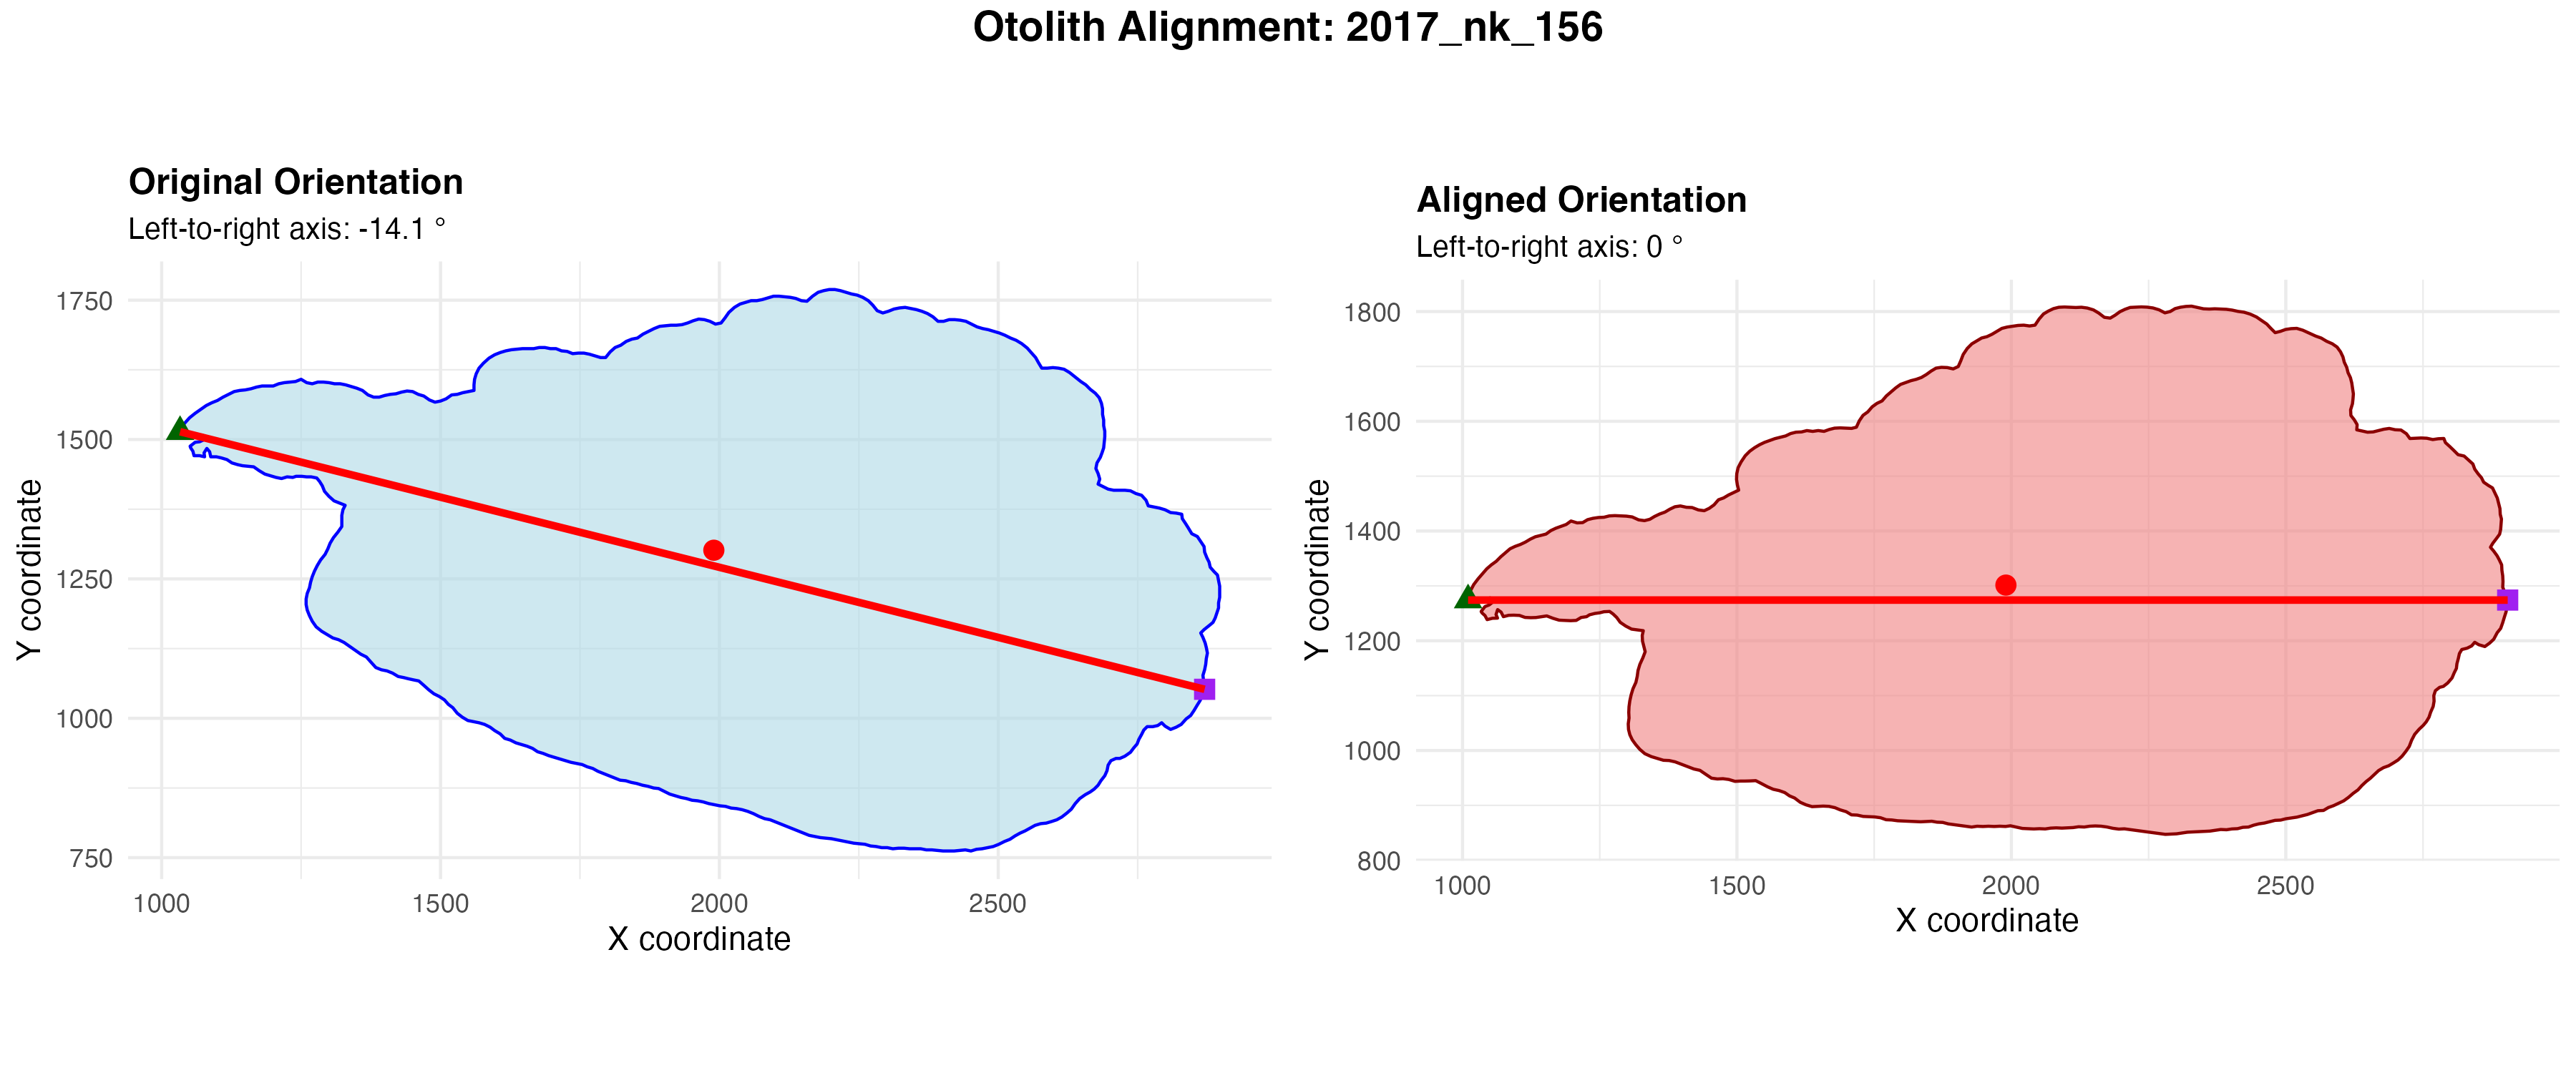 Otolith Alignment: 2017_nk_156
Original Orientation
Left-to-right axis: -14.1 °
1750
1500
1250
1000
750
Y coordinate
1000
1500
2000
2500
X coordinate
Aligned Orientation
Left-to-right axis: 0 °
1800
1600
1400
1200
1000
800
Y coordinate
1000
1500
2000
2500
X coordinate